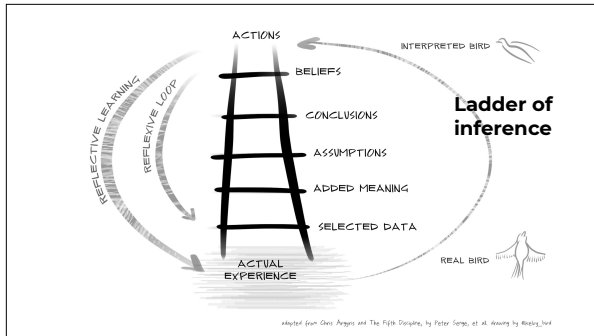 ACTIONS
INTERPRETED BIRD
BELIEFS
Ladder of
inference
REFLECTIVE LEARNING
REFLEXIVE LOOP
CONCLUSIONS
ASSUMPTIONS
ADDED MEANING
SELECTED DATA
ACTUAL
EXPERIENCE
REAL BIRD
adapted from Chris Argyris and The Fifth Discipline, by Peter Senge, et al drawing by @kelvy_bird